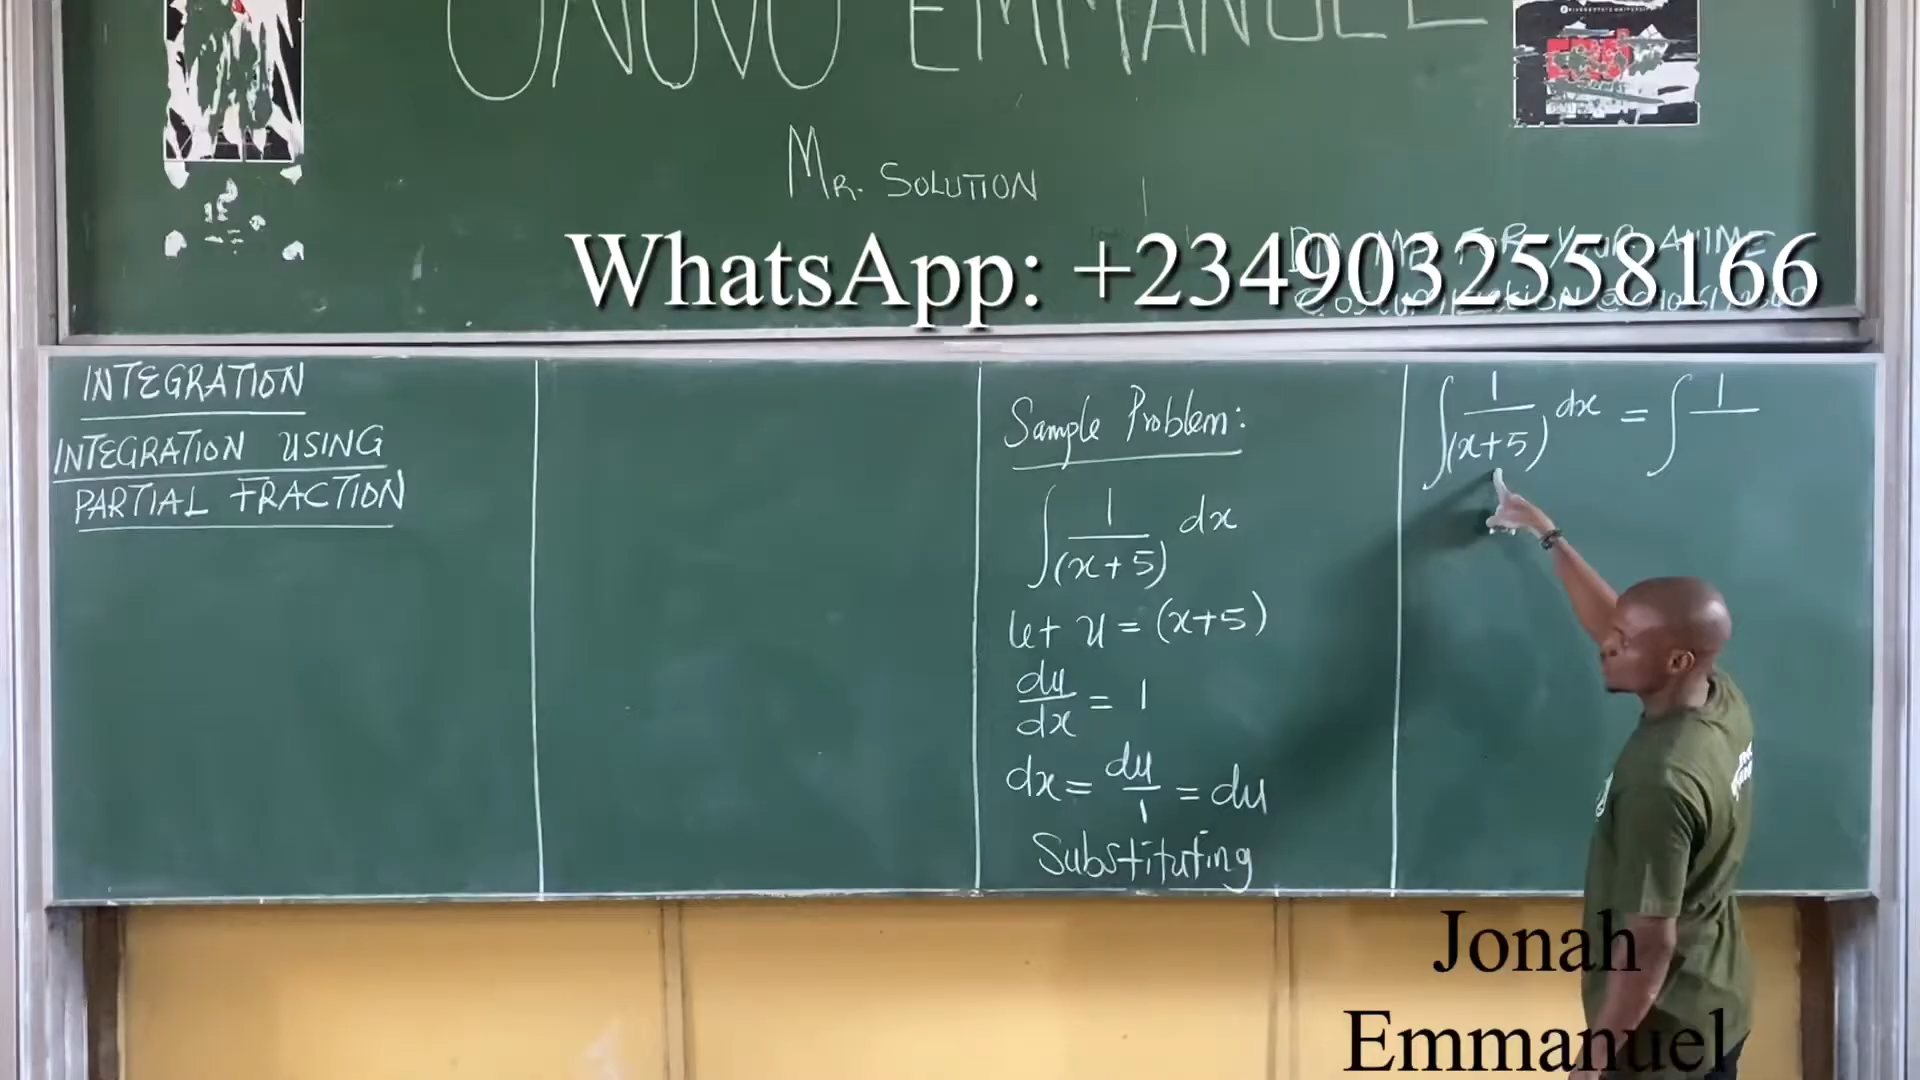 ONOVO EMMANUEL
MR. SOLUTION
WhatsApp: +2349032558166
INTEGRATION
INTEGRATION USING
PARTIAL FRACTION
Sample Problem:
∫ 1/(x+5) dx
let u = (x+5)
du/dx = 1
dx = du/1 = du
Substituting
∫ 1/(x+5) dx = ∫ 1
Jonah
Emmanuel